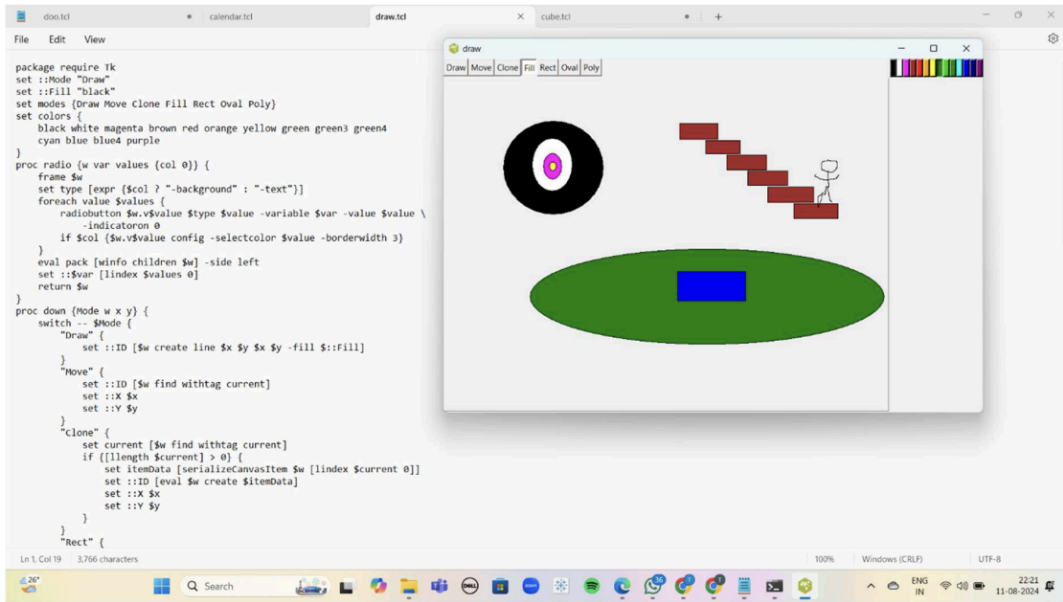 doo.tcl
calendar.tcl
draw.tcl
cube.tcl
File Edit View
package require Tk
set ::Mode "Draw"
set ::Fill "black"
set modes {Draw Move Clone Fill Rect Oval Poly}
set colors {
    black white magenta brown red orange yellow green green3 green4
    cyan blue blue4 purple
}
proc radio {w var values {col 0}} {
    frame $w
    set type [expr {$col ? "-background" : "-text"}]
    foreach value $values {
        radiobutton $w.v$value $type $value -variable $var -value $value \
            -indicatoron 0
        if $col {$w.v$value config -selectcolor $value -borderwidth 3}
    }
    eval pack [winfo children $w] -side left
    set ::$var [lindex $values 0]
    return $w
}
proc down {Mode w x y} {
    switch -- $Mode {
        "Draw" {
            set ::ID [$w create line $x $y $x $y -fill $::Fill]
        }
        "Move" {
            set ::ID [$w find withtag current]
            set ::X $x
            set ::Y $y
        }
        "Clone" {
            set current [$w find withtag current]
            if {[llength $current] > 0} {
                set itemData [serializeCanvasItem $w [lindex $current 0]]
                set ::ID [eval $w create $itemData]
                set ::X $x
                set ::Y $y
            }
        }
        "Rect" {
draw
Draw Move Clone Fill Rect Oval Poly
Ln 1, Col 19 3,766 characters 100% Windows (CRLF) UTF-8
26°
Search
DELL
ENG
IN
22:21
11-08-2024